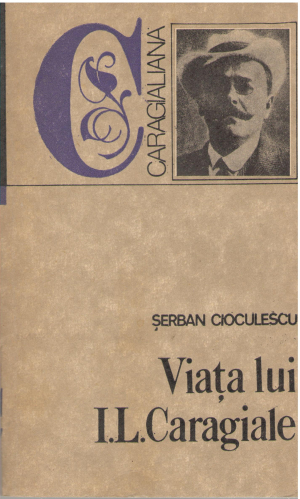 C
CARAGIALIANA
ŞERBAN CIOCULESCU
Viaţa lui
I.L.Caragiale